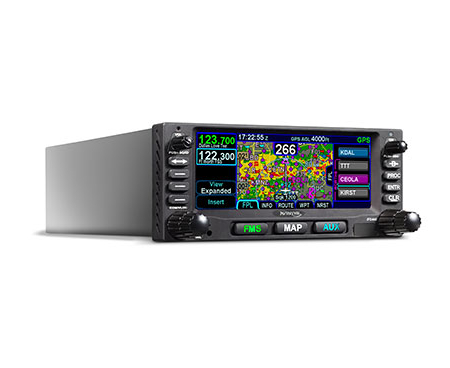 123.700
17:22:55 Z
GPS AGL 4000ft
GPS
122.300
266
KDAL
TTT
CEOLA
KIRST
View
Expanded
Insert
FPL
FPL
INFO
ROUTE
WPT
NRST
PROC
ENTR
CLR
Avidyne
FMS
MAP
AUX